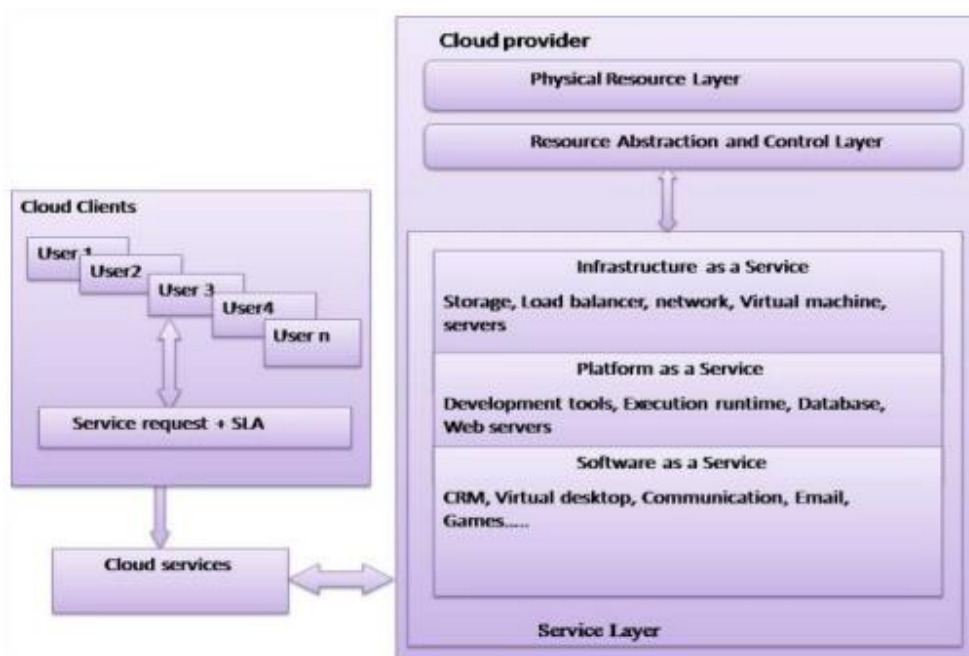 Cloud provider
Physical Resource Layer
Resource Abstraction and Control Layer
Cloud Clients
User 1
User2
User 3
User4
User n
Service request + SLA
Cloud services
Infrastructure as a Service
Storage, Load balancer, network, Virtual machine,
servers
Platform as a Service
Development tools, Execution runtime, Database,
Web servers
Software as a Service
CRM, Virtual desktop, Communication, Email,
Games.....
Service Layer